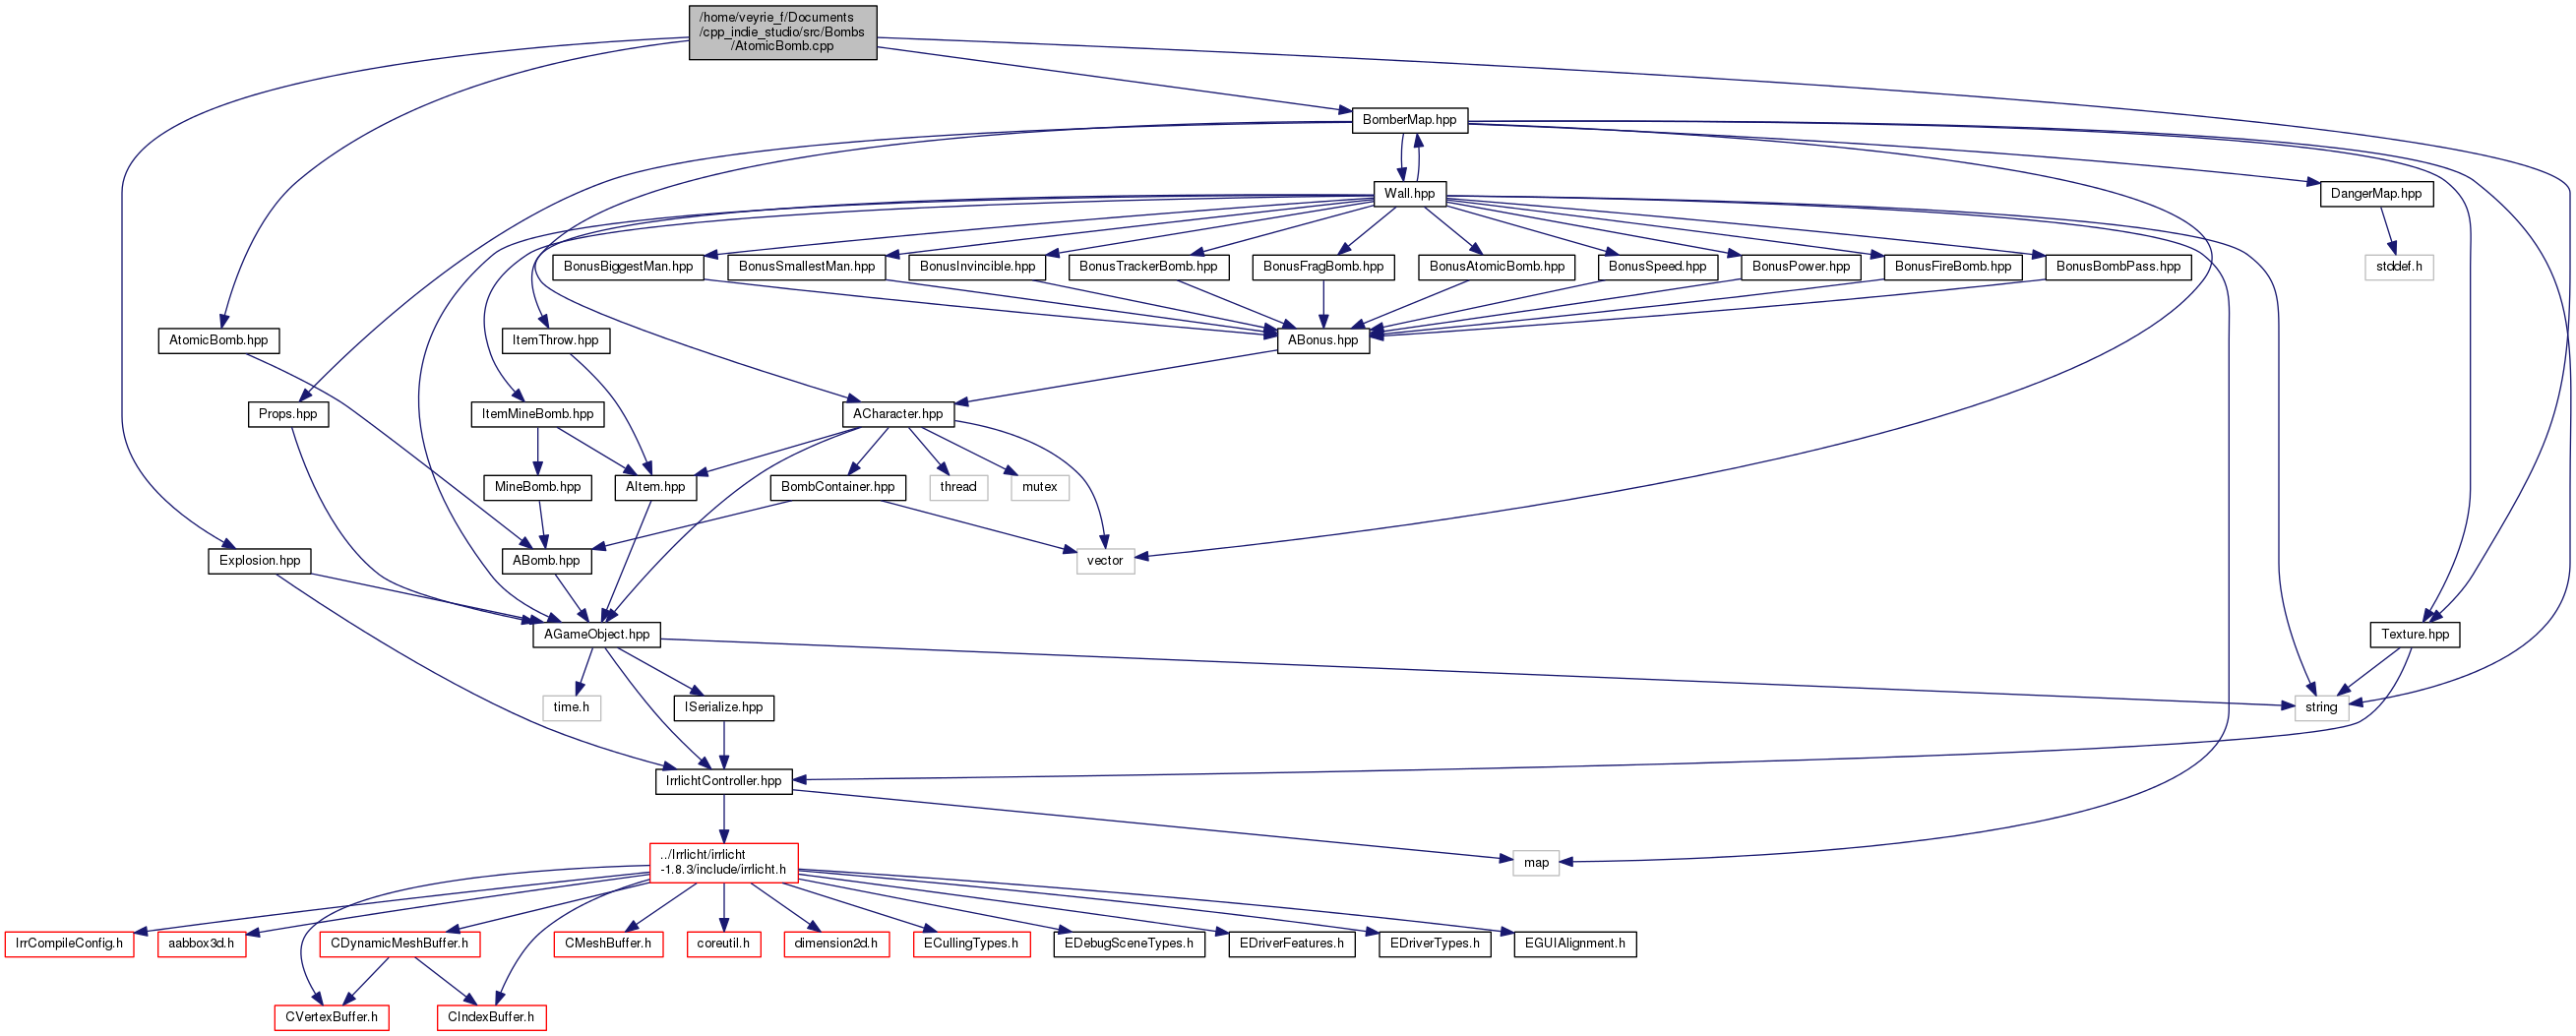 /home/veyrie_f/Documents
/cpp_indie_studio/src/Bombs
/AtomicBomb.cpp
BomberMap.hpp
Wall.hpp
DangerMap.hpp
BonusBiggestMan.hpp
BonusSmallestMan.hpp
BonusInvincible.hpp
BonusTrackerBomb.hpp
BonusFragBomb.hpp
BonusAtomicBomb.hpp
BonusSpeed.hpp
BonusPower.hpp
BonusFireBomb.hpp
BonusBombPass.hpp
stddef.h
AtomicBomb.hpp
ItemThrow.hpp
ABonus.hpp
Props.hpp
ItemMineBomb.hpp
ACharacter.hpp
MineBomb.hpp
AItem.hpp
BombContainer.hpp
thread
mutex
Explosion.hpp
ABomb.hpp
vector
AGameObject.hpp
Texture.hpp
time.h
ISerialize.hpp
string
IrrlichtController.hpp
../Irrlicht/irrlicht
-1.8.3/include/irrlicht.h
map
IrrCompileConfig.h
aabbox3d.h
CDynamicMeshBuffer.h
CMeshBuffer.h
coreutil.h
dimension2d.h
ECullingTypes.h
EDebugSceneTypes.h
EDriverFeatures.h
EDriverTypes.h
EGUIAlignment.h
CVertexBuffer.h
CIndexBuffer.h